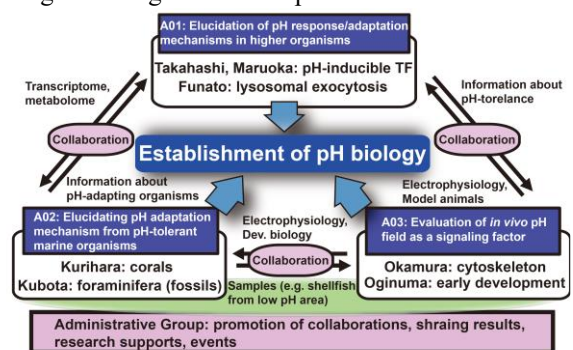 A01: Elucidation of pH response/adaptation
mechanisms in higher organisms
Takahashi, Maruoka: pH-inducible TF
Funato: lysosomal exocytosis
Transcriptome,
metabolome
Collaboration
Information about
pH-torelance
Collaboration
Establishment of pH biology
Information about
pH-adapting organisms
Electrophysiology,
Model animals
A02: Elucidating pH adaptation
mechanism from pH-tolerant
marine organisms
Kurihara: corals
Kubota: foraminifera (fossils)
Electrophysiology,
Dev. biology
Collaboration
Samples (e.g. shellfish
from low pH area)
A03: Evaluation of in vivo pH
field as a signaling factor
Okamura: cytoskeleton
Oginuma: early development
Administrative Group: promotion of collaborations, shraing results,
research supports, events